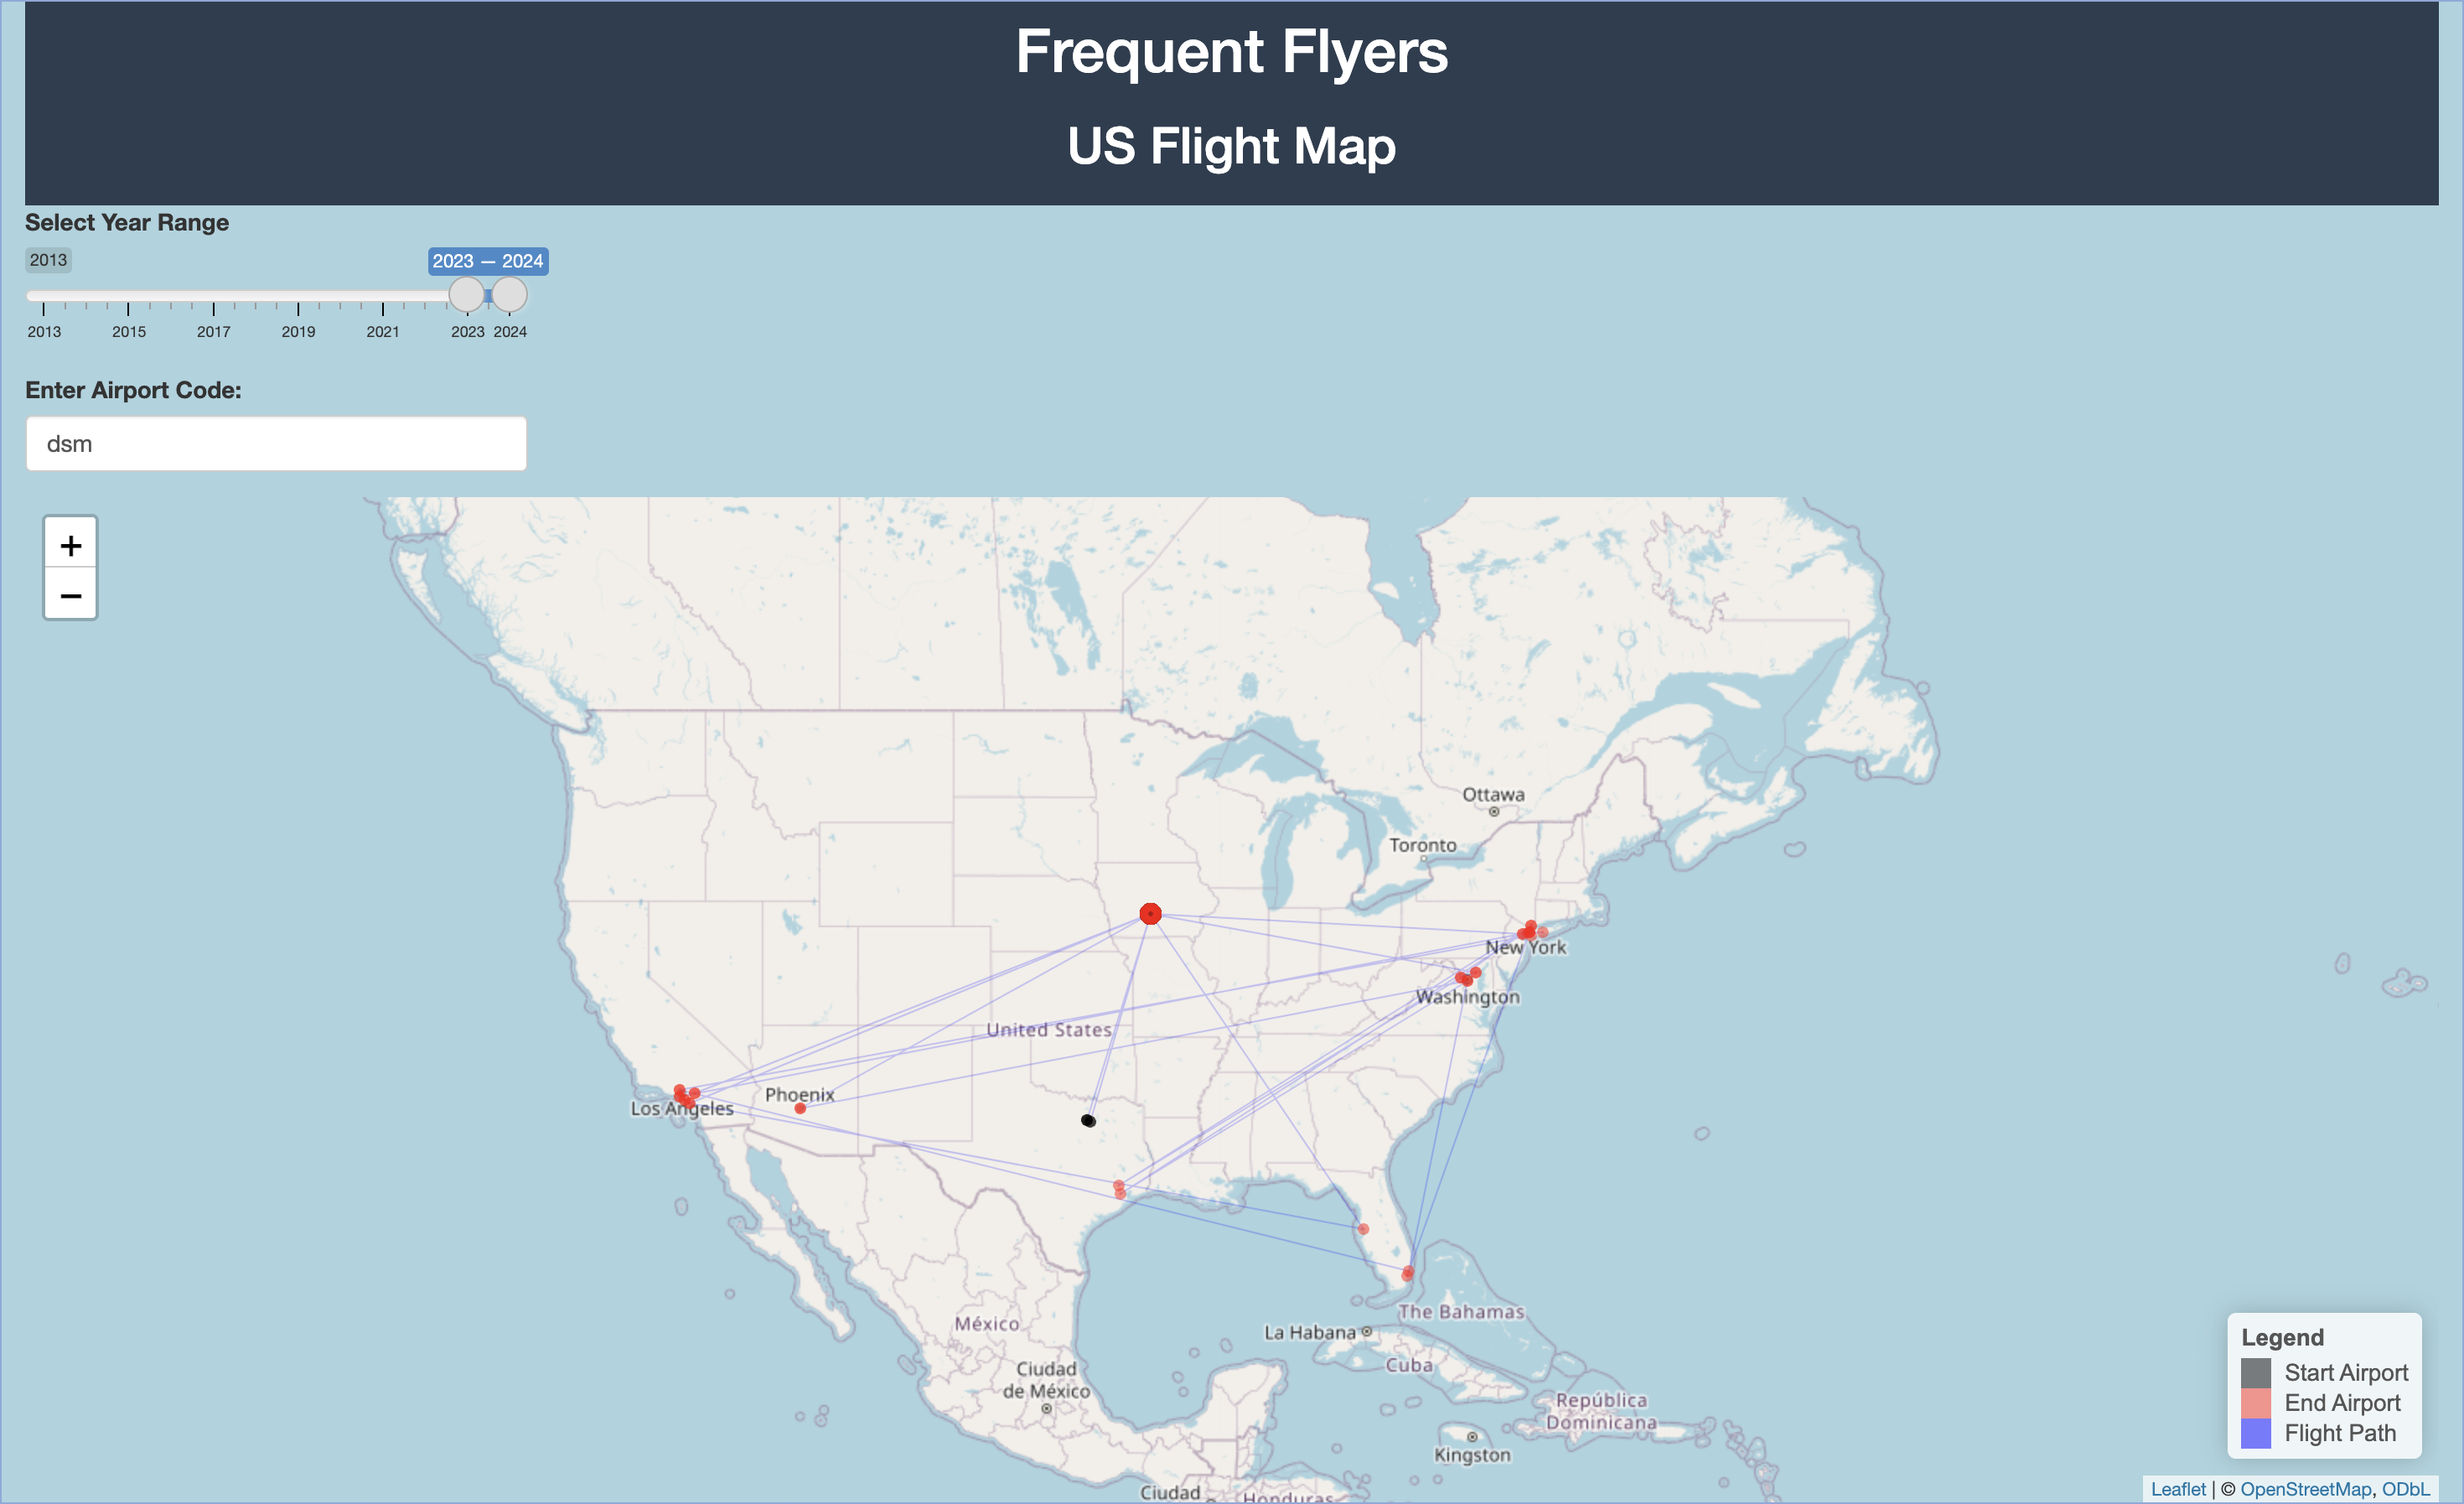 Frequent Flyers
US Flight Map
Select Year Range
2013
2023 — 2024
2013 2015 2017 2019 2021 2023 2024
Enter Airport Code:
dsm
+
−
Ottawa
Toronto
New York
Washington
United States
Phoenix
Los Angeles
The Bahamas
México
La Habana
Cuba
Ciudad
de México
República
Dominicana
Kingston
Ciudad
Honduras
Legend
Start Airport
End Airport
Flight Path
Leaflet | © OpenStreetMap, ODbL